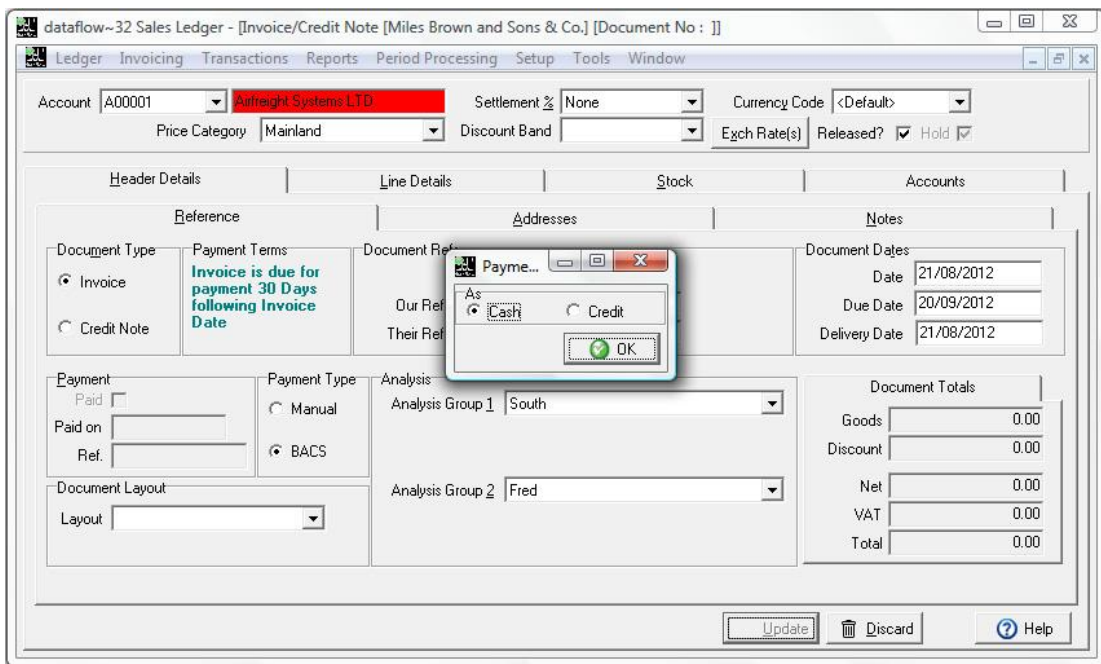 dataflow~32 Sales Ledger - [Invoice/Credit Note [Miles Brown and Sons & Co.] [Document No : ]]
Ledger Invoicing Transactions Reports Period Processing Setup Tools Window
Account A00001 Airfreight Systems LTD Settlement % None Currency Code <Default>
Price Category Mainland Discount Band Exch Rate(s) Released? Hold
Header Details Line Details Stock Accounts
Reference Addresses Notes
Document Type
Invoice
Credit Note
Payment Terms
Invoice is due for
payment 30 Days
following Invoice
Date
Document
Our Ref
Their Ref
Payme...
As
Cash Credit
OK
Document Dates
Date 21/08/2012
Due Date 20/09/2012
Delivery Date 21/08/2012
Payment
Paid
Paid on
Ref.
Payment Type
Manual
BACS
Analysis
Analysis Group 1 South
Analysis Group 2 Fred
Document Layout
Layout
Document Totals
Goods 0.00
Discount 0.00
Net 0.00
VAT 0.00
Total 0.00
Update Discard Help